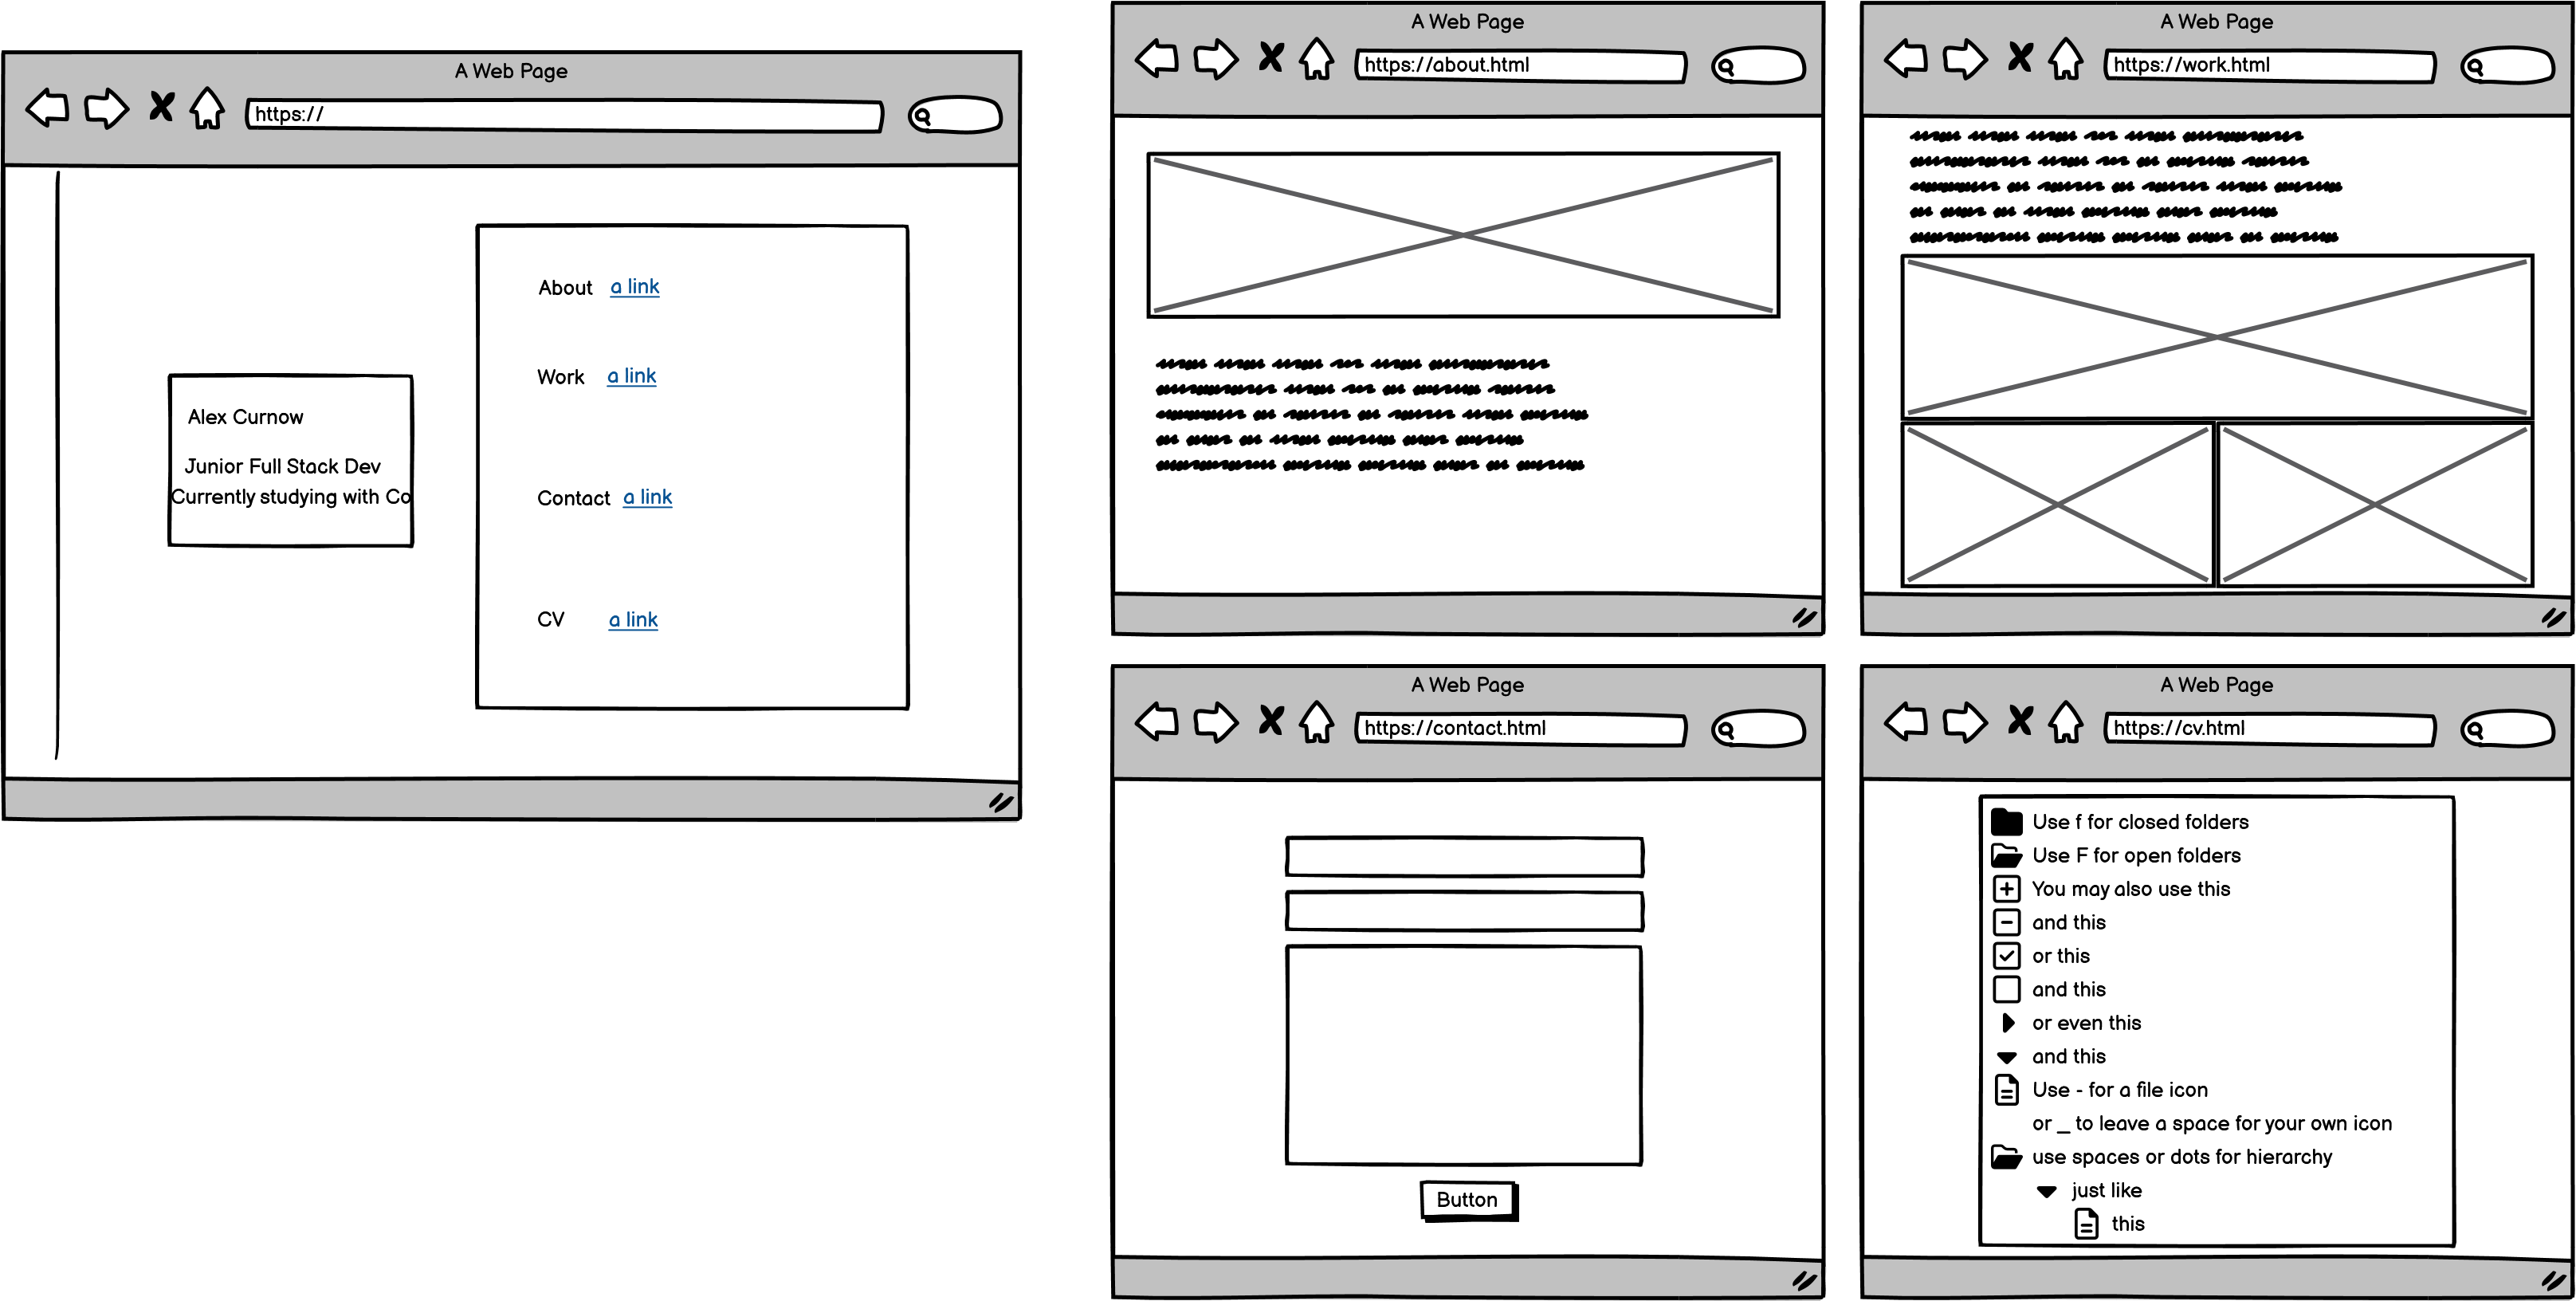 A Web Page
https://
Alex Curnow
Junior Full Stack Dev
Currently studying with Co
About a link
Work a link
Contact a link
CV a link
A Web Page
https://about.html
A Web Page
https://work.html
A Web Page
https://contact.html
Button
A Web Page
https://cv.html
Use f for closed folders
Use F for open folders
You may also use this
and this
or this
and this
or even this
and this
Use - for a file icon
or _ to leave a space for your own icon
use spaces or dots for hierarchy
just like
this